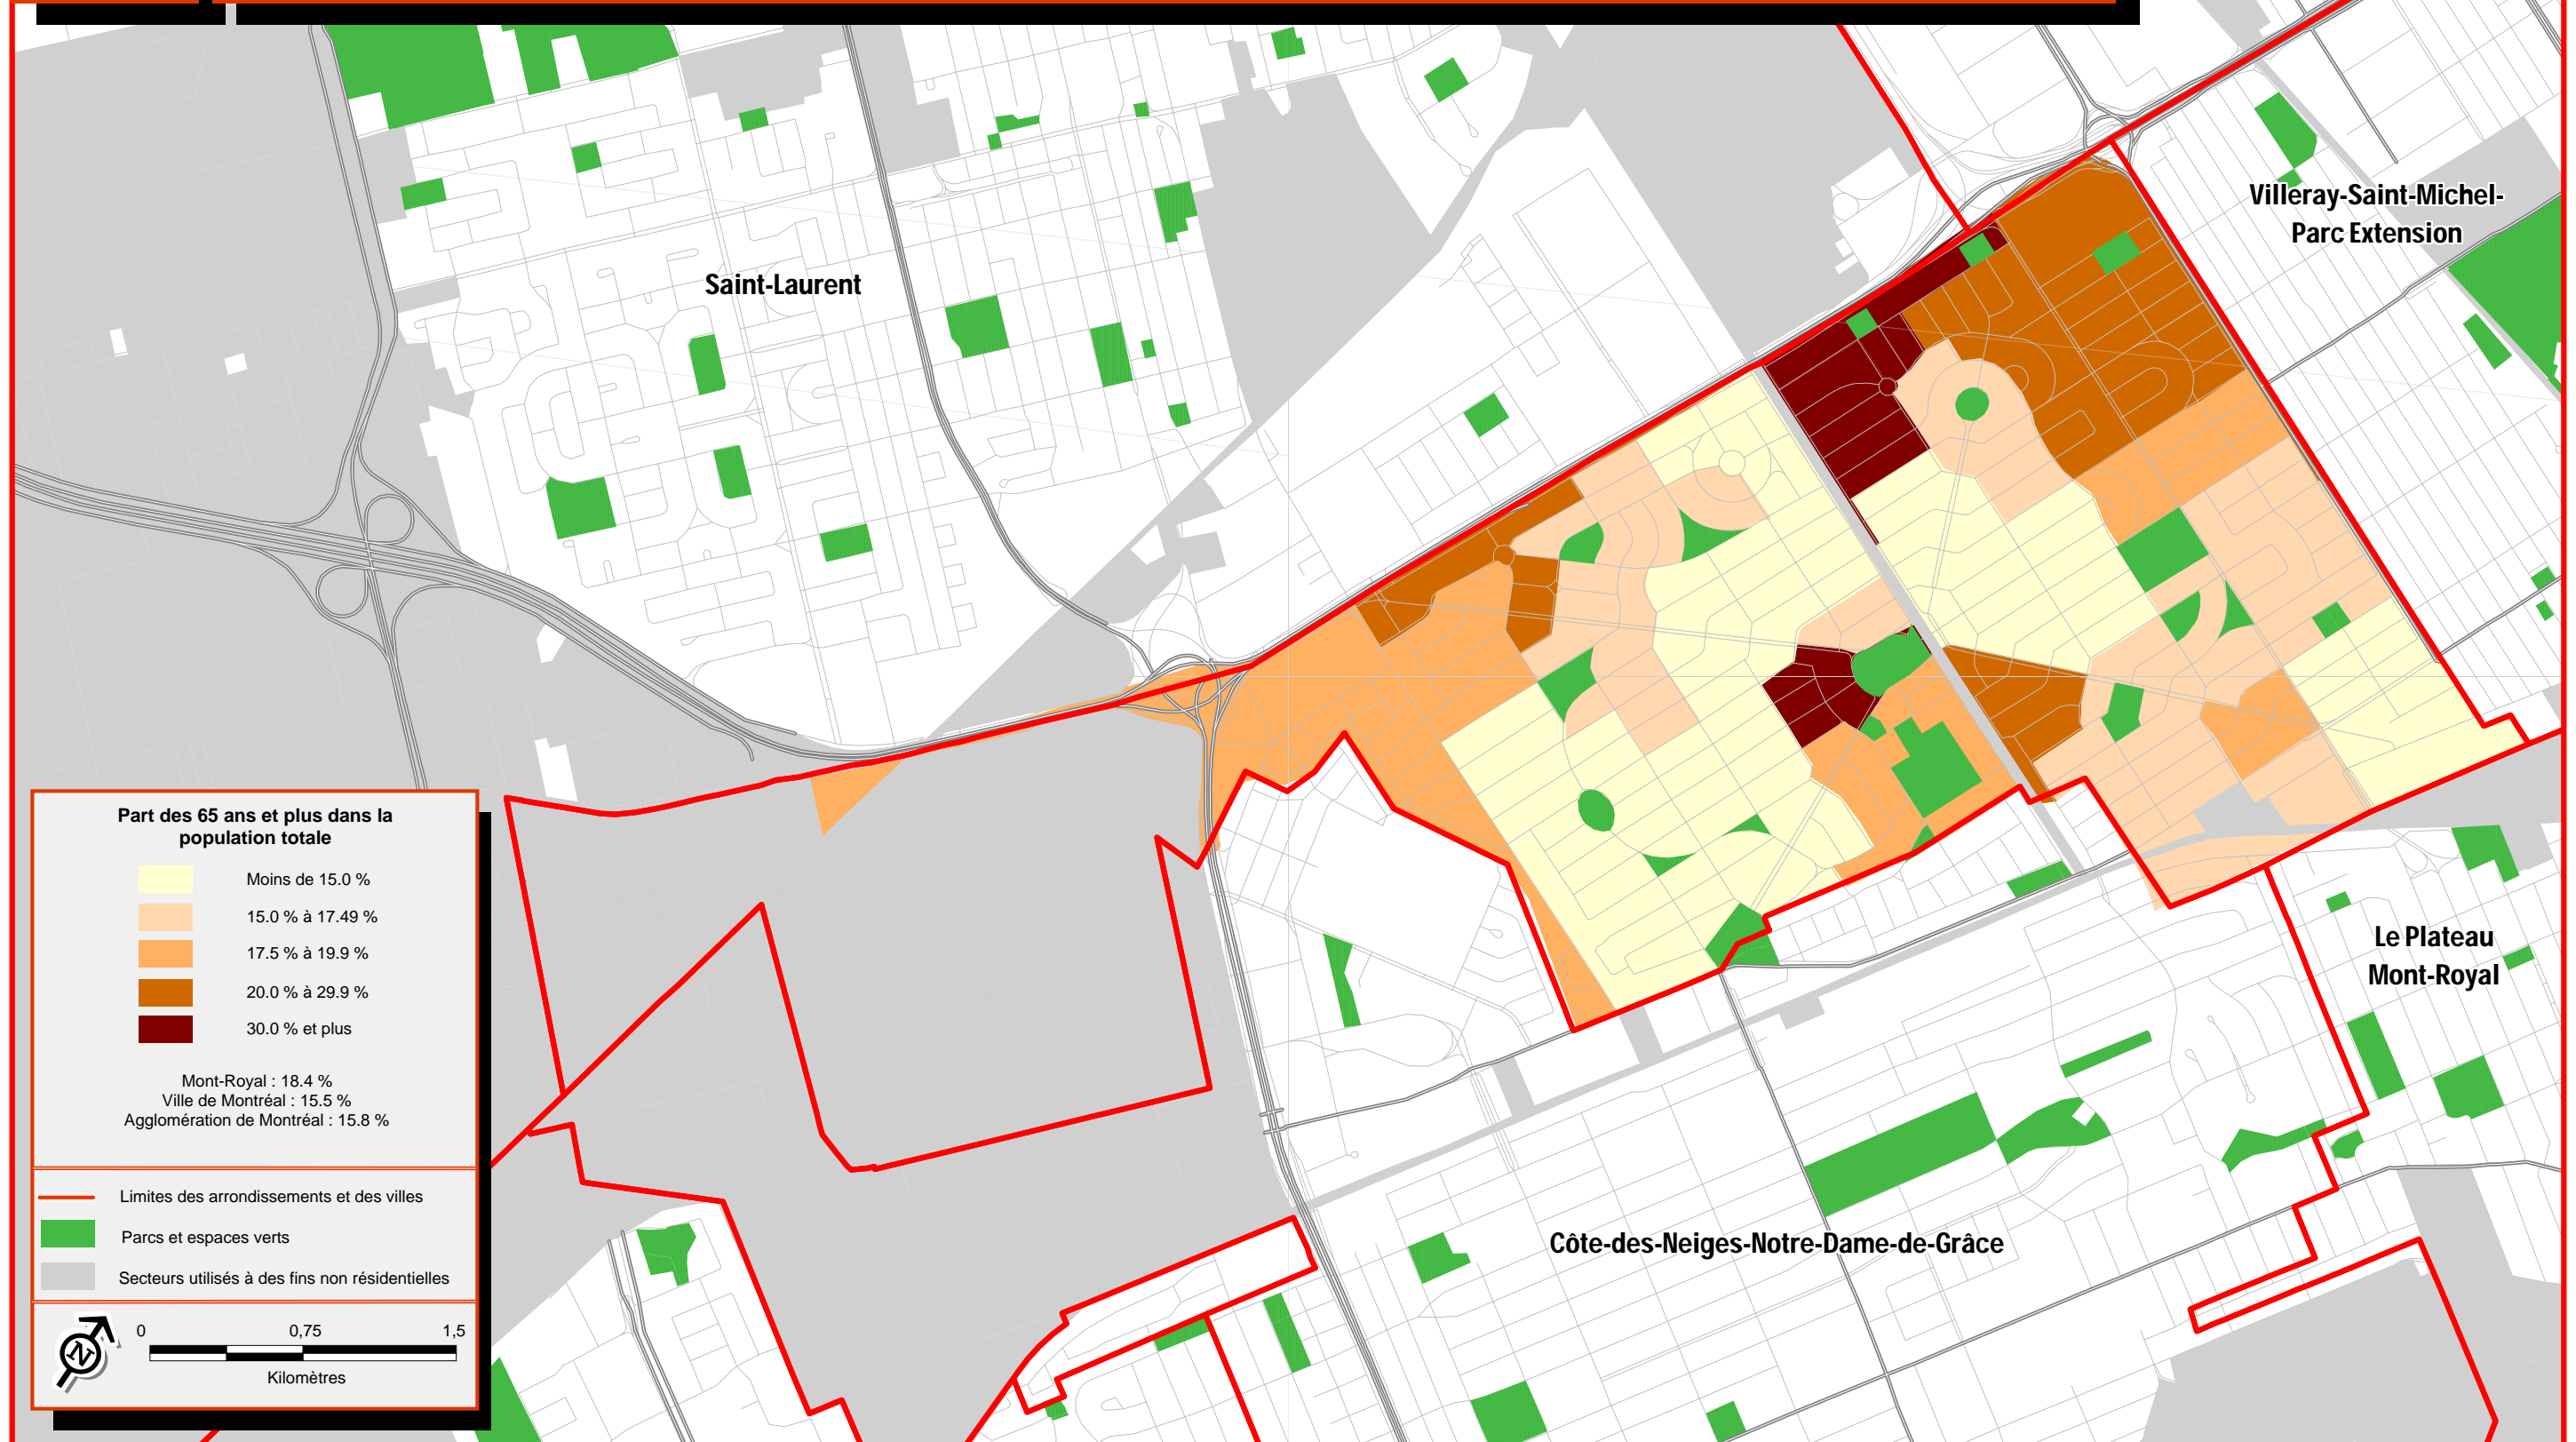 Villeray-Saint-Michel-
Parc Extension
Saint-Laurent
Le Plateau
Mont-Royal
Côte-des-Neiges-Notre-Dame-de-Grâce
Part des 65 ans et plus dans la
population totale
Moins de 15.0 %
15.0 % à 17.49 %
17.5 % à 19.9 %
20.0 % à 29.9 %
30.0 % et plus
Mont-Royal : 18.4 %
Ville de Montréal : 15.5 %
Agglomération de Montréal : 15.8 %
Limites des arrondissements et des villes
Parcs et espaces verts
Secteurs utilisés à des fins non résidentielles
N
0 0,75 1,5
Kilomètres